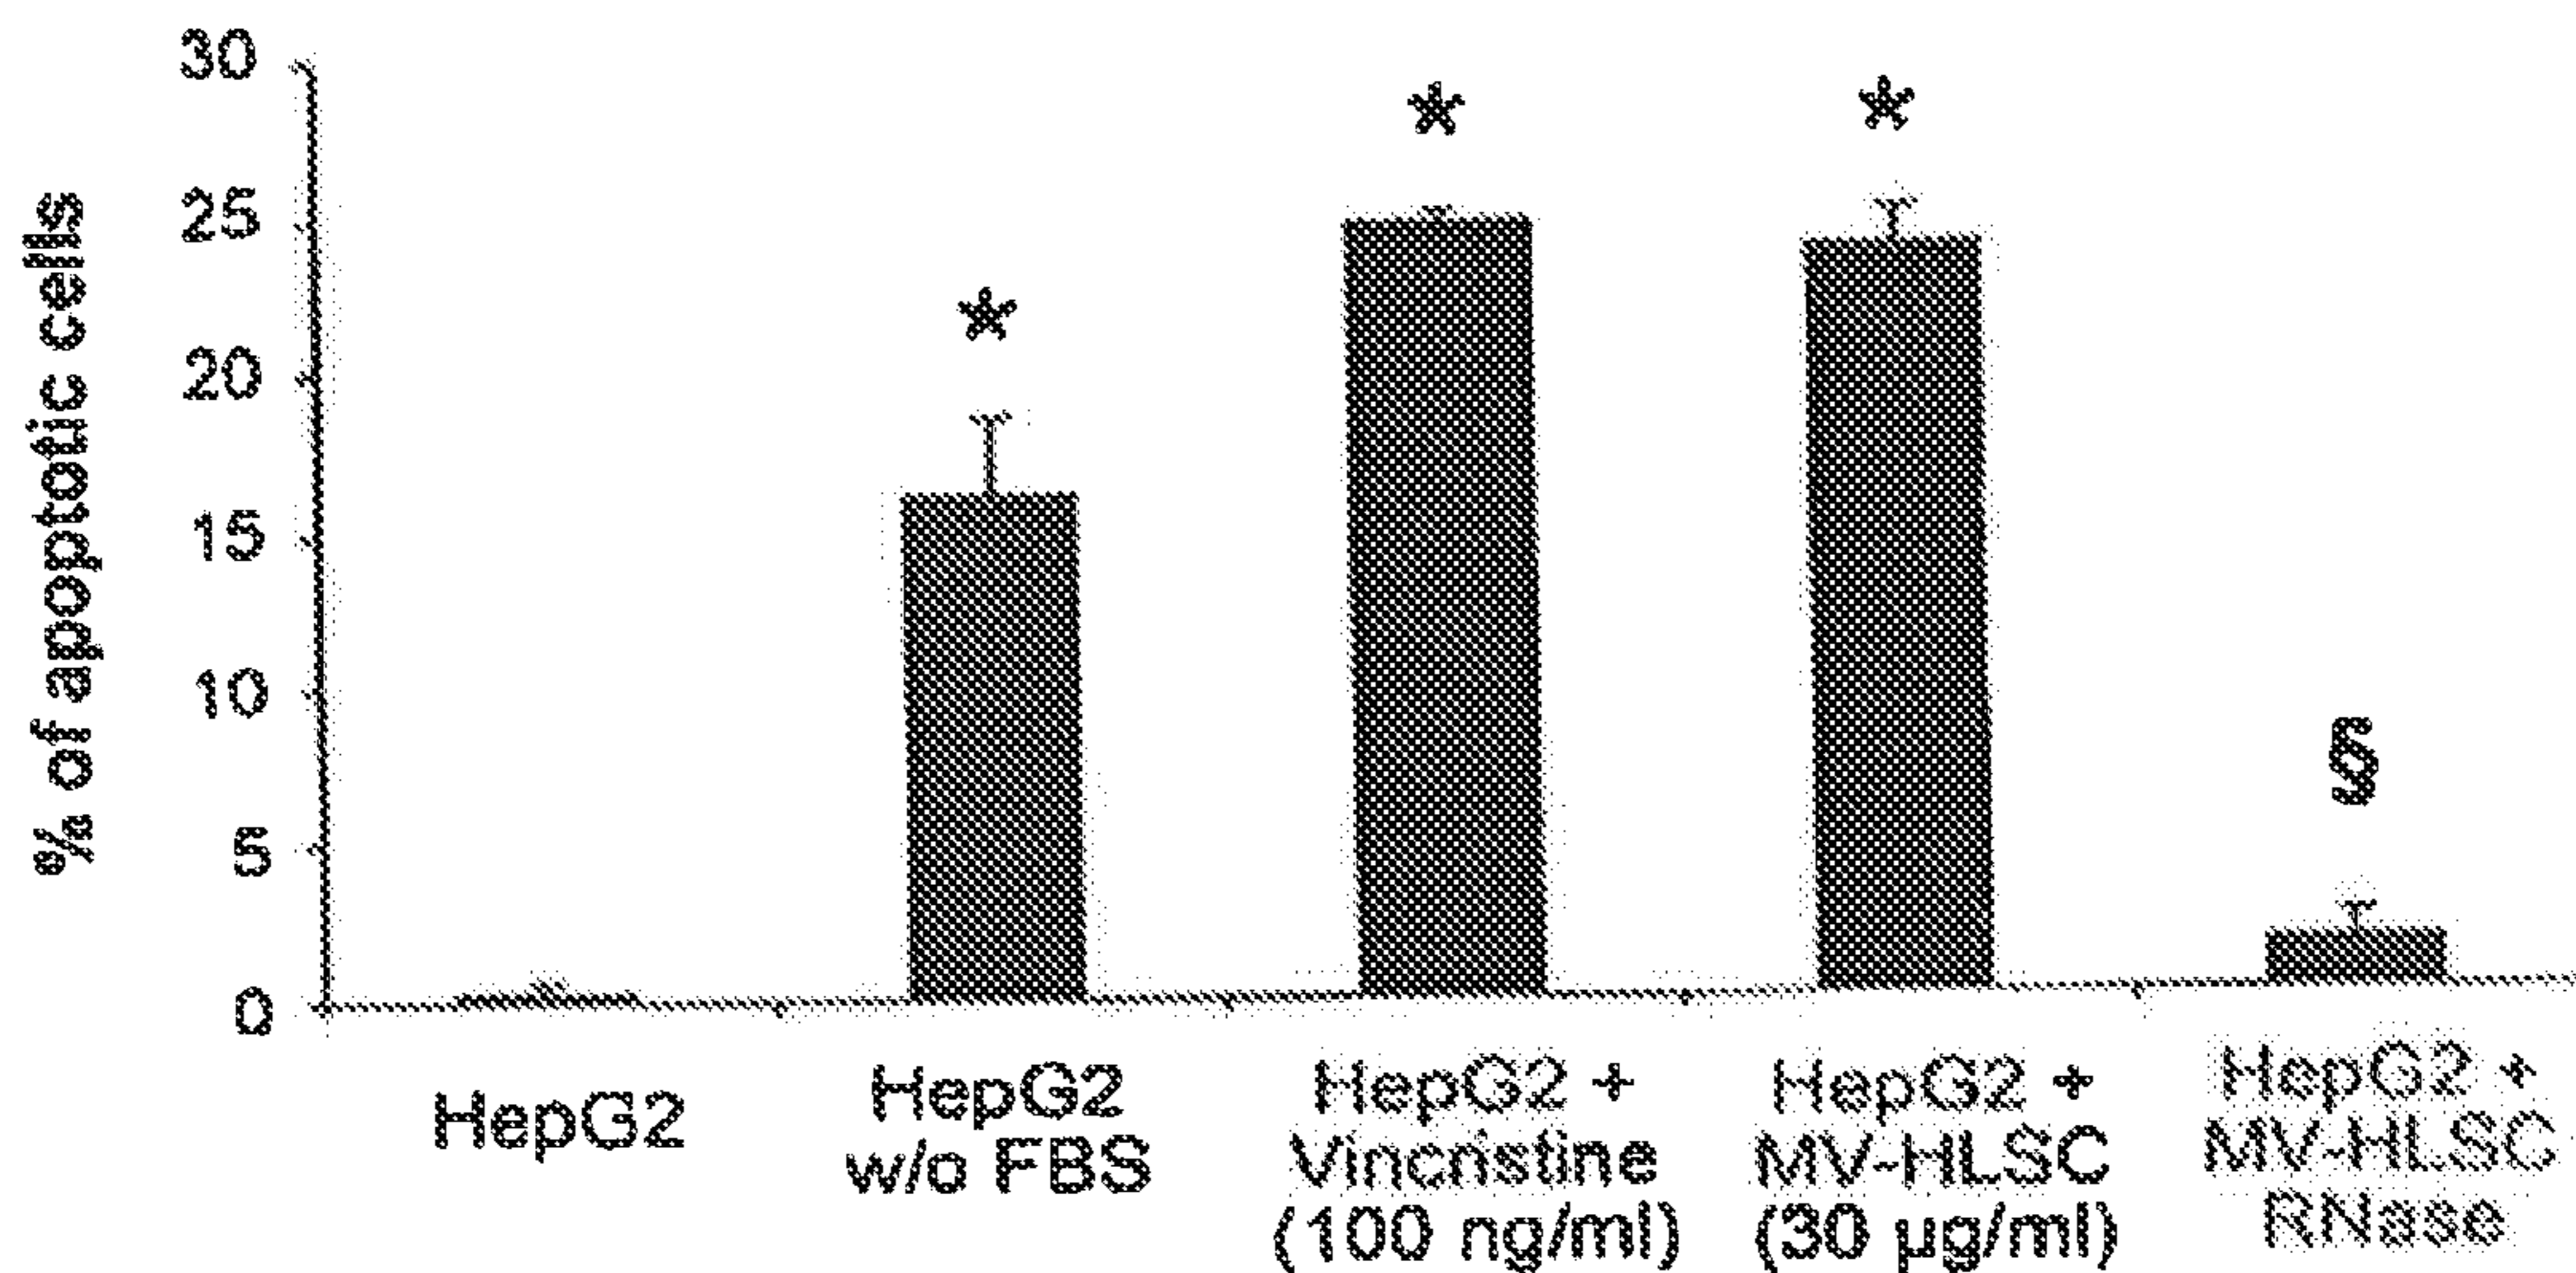 % of apoptotic cells
30
25
20
15
10
5
0
*
*
*
§
HepG2
HepG2
w/o FBS
HepG2 +
Vincristine
(100 ng/ml)
HepG2 +
MV-HLSC
(30 µg/ml)
HepG2 +
MV-HLSC
RNase